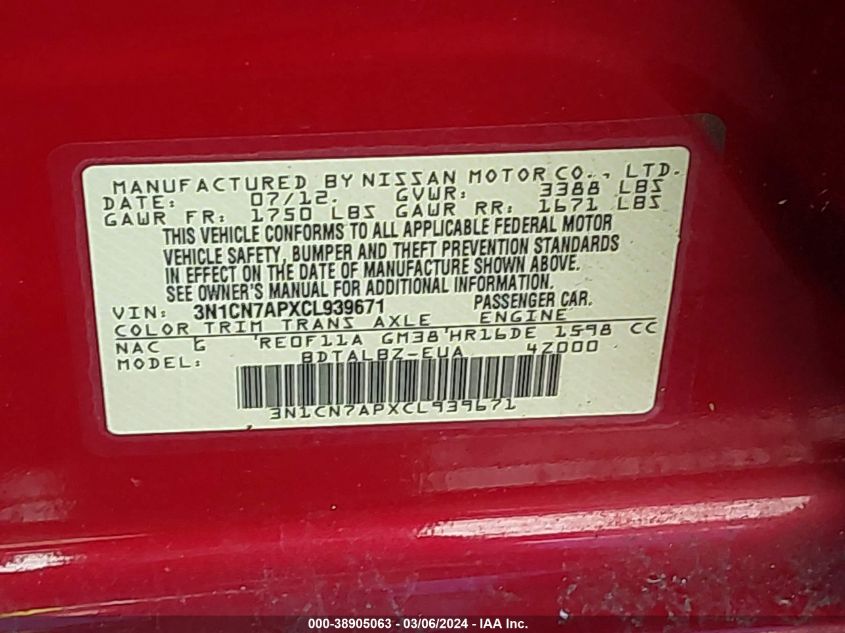 MANUFACTURED BY NISSAN MOTOR CO., LTD.
DATE: 07/12. GVWR: 3388 LBS
GAWR FR: 1750 LBS GAWR RR: 1671 LBS
THIS VEHICLE CONFORMS TO ALL APPLICABLE FEDERAL MOTOR
VEHICLE SAFETY, BUMPER AND THEFT PREVENTION STANDARDS
IN EFFECT ON THE DATE OF MANUFACTURE SHOWN ABOVE.
SEE OWNER'S MANUAL FOR ADDITIONAL INFORMATION.
VIN: 3N1CN7APXCL939671 PASSENGER CAR.
COLOR TRIM TRANS AXLE ENGINE
NAC G RE0F11A GM38 HR16DE 1598 CC
MODEL: BDTALBZ-EUA 4Z000
3N1CN7APXCL939671
000-38905063 - 03/06/2024 - IAA Inc.